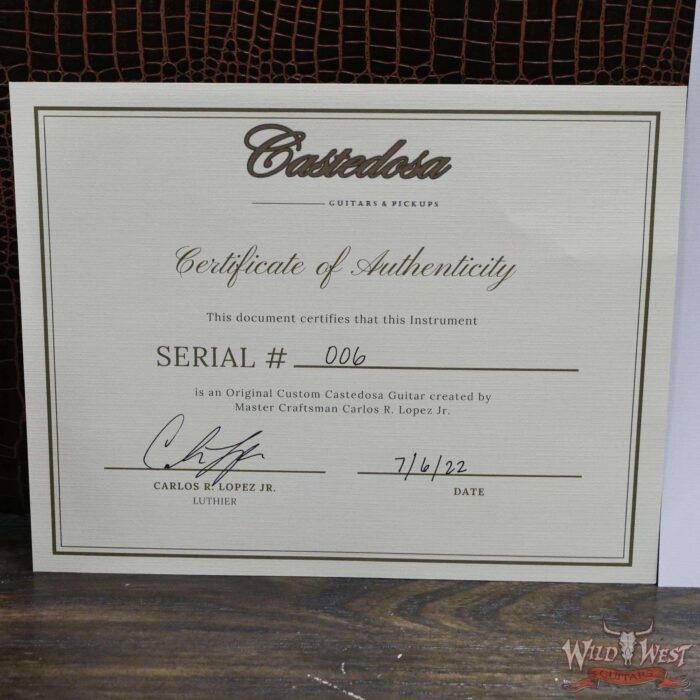 Castedosa
GUITARS & PICKUPS
Certificate of Authenticity
This document certifies that this Instrument
SERIAL # 006
is an Original Custom Castedosa Guitar created by
Master Craftsman Carlos R. Lopez Jr.
7/6/22
CARLOS R. LOPEZ JR.
LUTHIER
DATE
WILD WEST
GUITARS